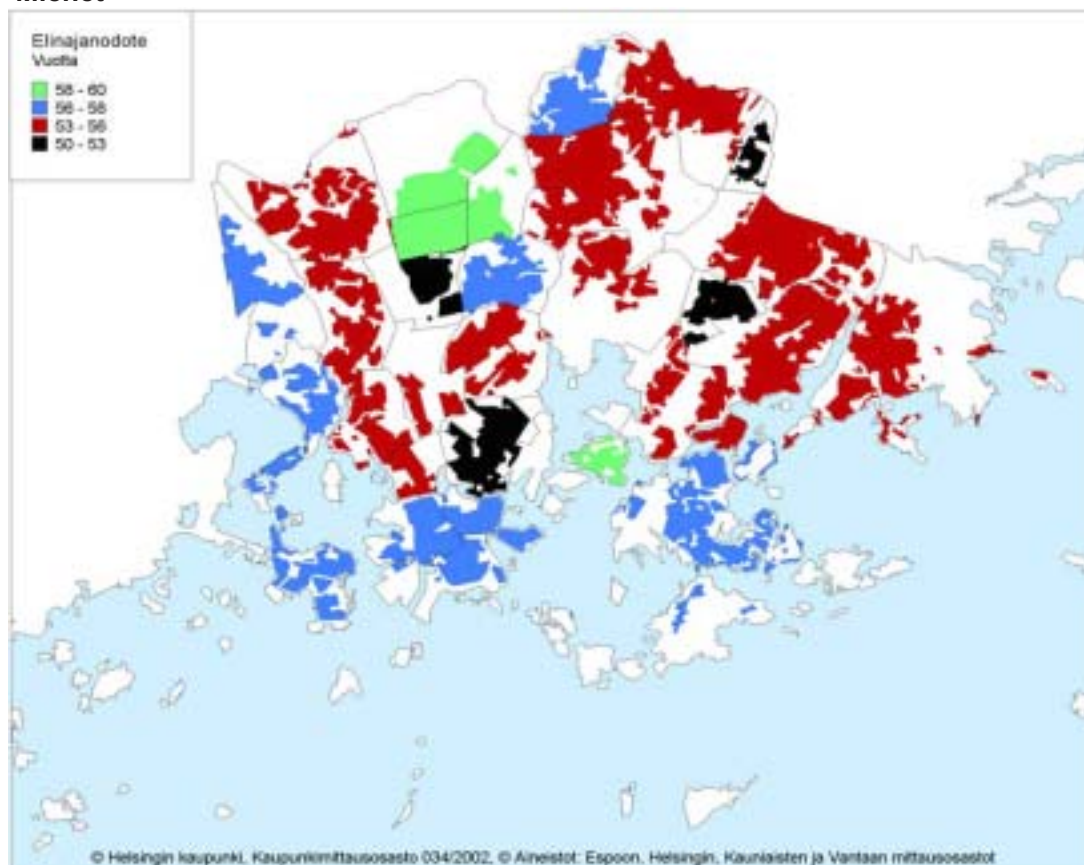 Miehet
Elinajanodote
Vuotta
58 - 60
56 - 58
53 - 56
50 - 53
© Helsingin kaupunki, Kaupunkimittausosasto 034/2002, © Aineistot: Espoon, Helsingin, Kauniaisten ja Vantaan mittausosastot